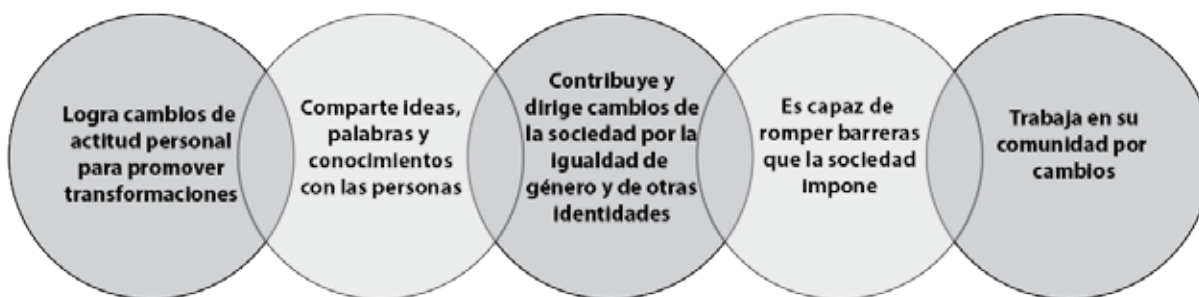 Logra cambios de
actitud personal
para promover
transformaciones
Comparte ideas,
palabras y
conocimientos
con las personas
Contribuye y
dirige cambios de
la sociedad por la
igualdad de
género y de otras
identidades
Es capaz de
romper barreras
que la sociedad
impone
Trabaja en su
comunidad por
cambios